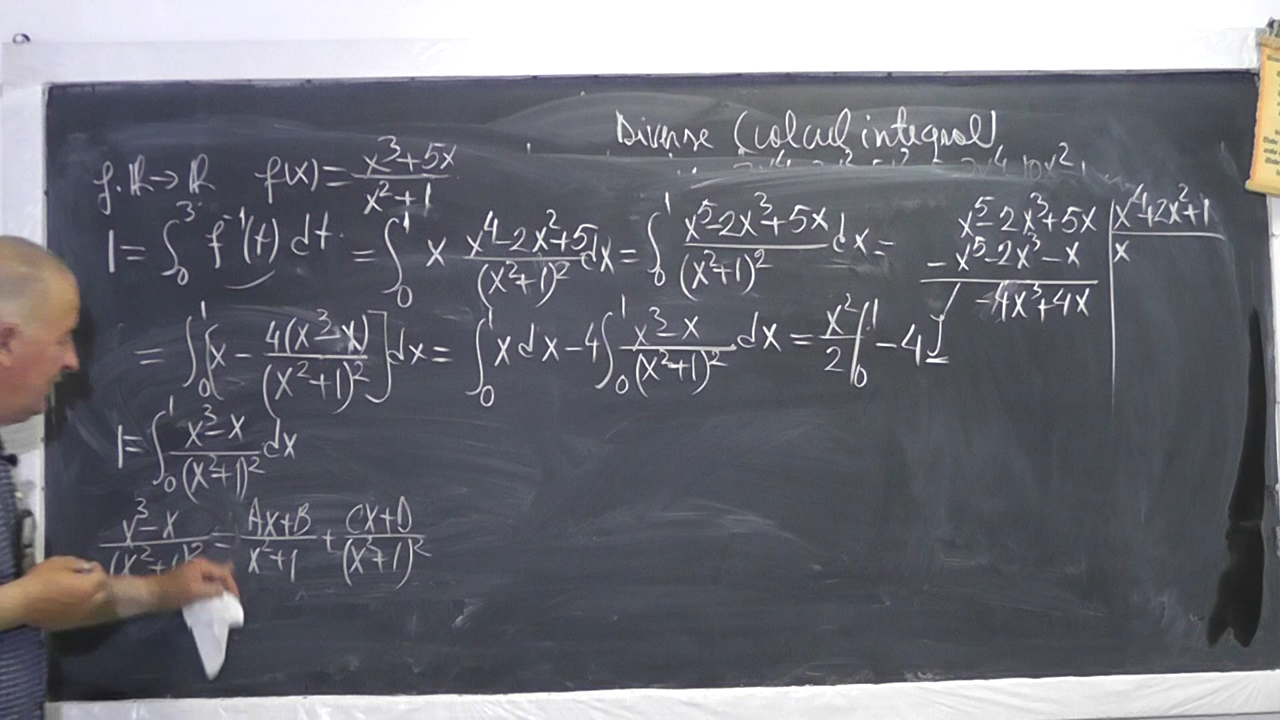 Diverse (calcul integral)
f: ℝ → ℝ f(x) = (x³+5x)/(x²+1)
I = ∫₀³ f⁻¹(t) dt = ∫₀¹ x (x⁴-2x²+5)/(x²+1)² dx = ∫₀¹ (x⁵-2x³+5x)/(x²+1)² dx =
= ∫₀¹ [x - 4(x³-x)/(x²+1)²] dx = ∫₀¹ x dx - 4 ∫₀¹ (x³-x)/(x²+1)² dx = x²/2 |₀¹ - 4J
I = ∫₀¹ (x³-x)/(x²+1)² dx
(x³-x)/(x²+1)² = (Ax+B)/(x²+1) + (Cx+D)/(x²+1)²
x⁵-2x³+5x | x⁴+2x²+1
-x⁵-2x³-x | x
/ -4x³+4x